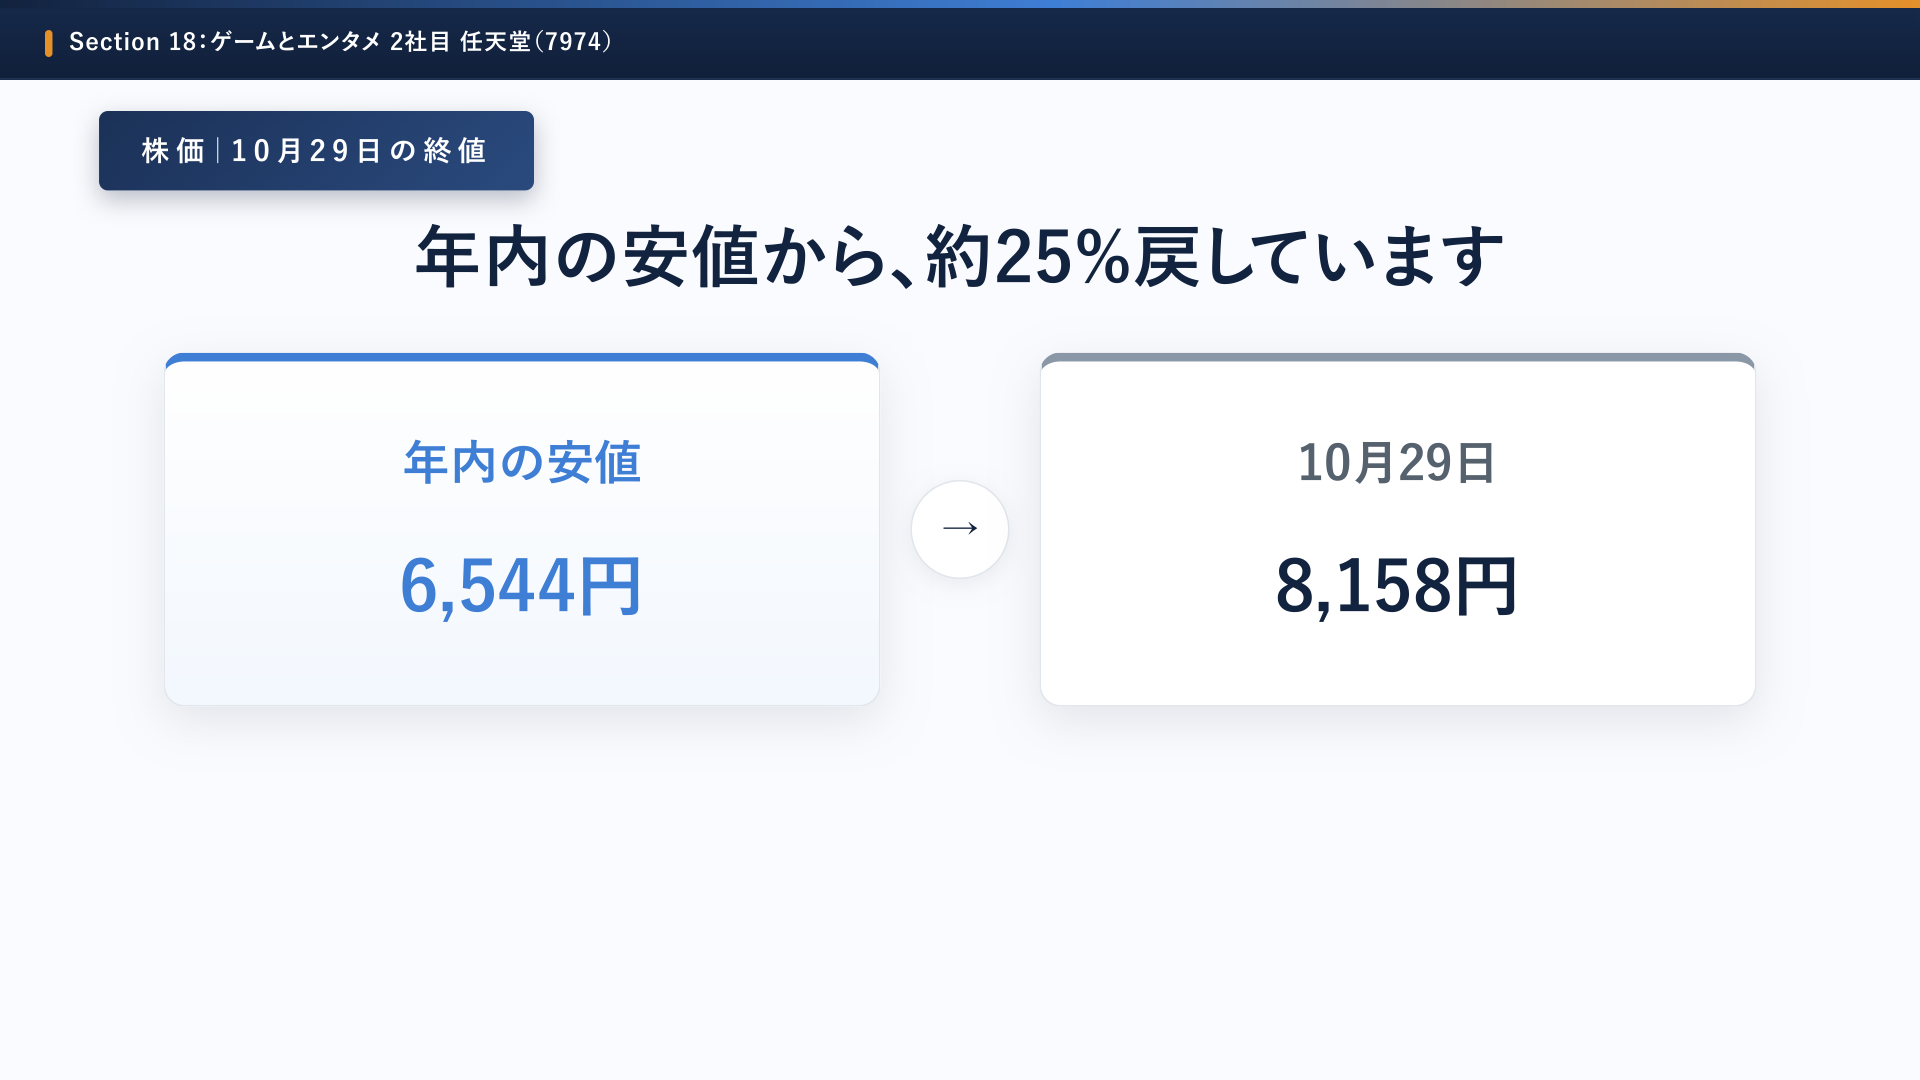 Section 18：ゲームとエンタメ 2社目 任天堂（7974）
株価｜10月29日の終値
年内の安値から、約25%戻しています
年内の安値
6,544円
→
10月29日
8,158円